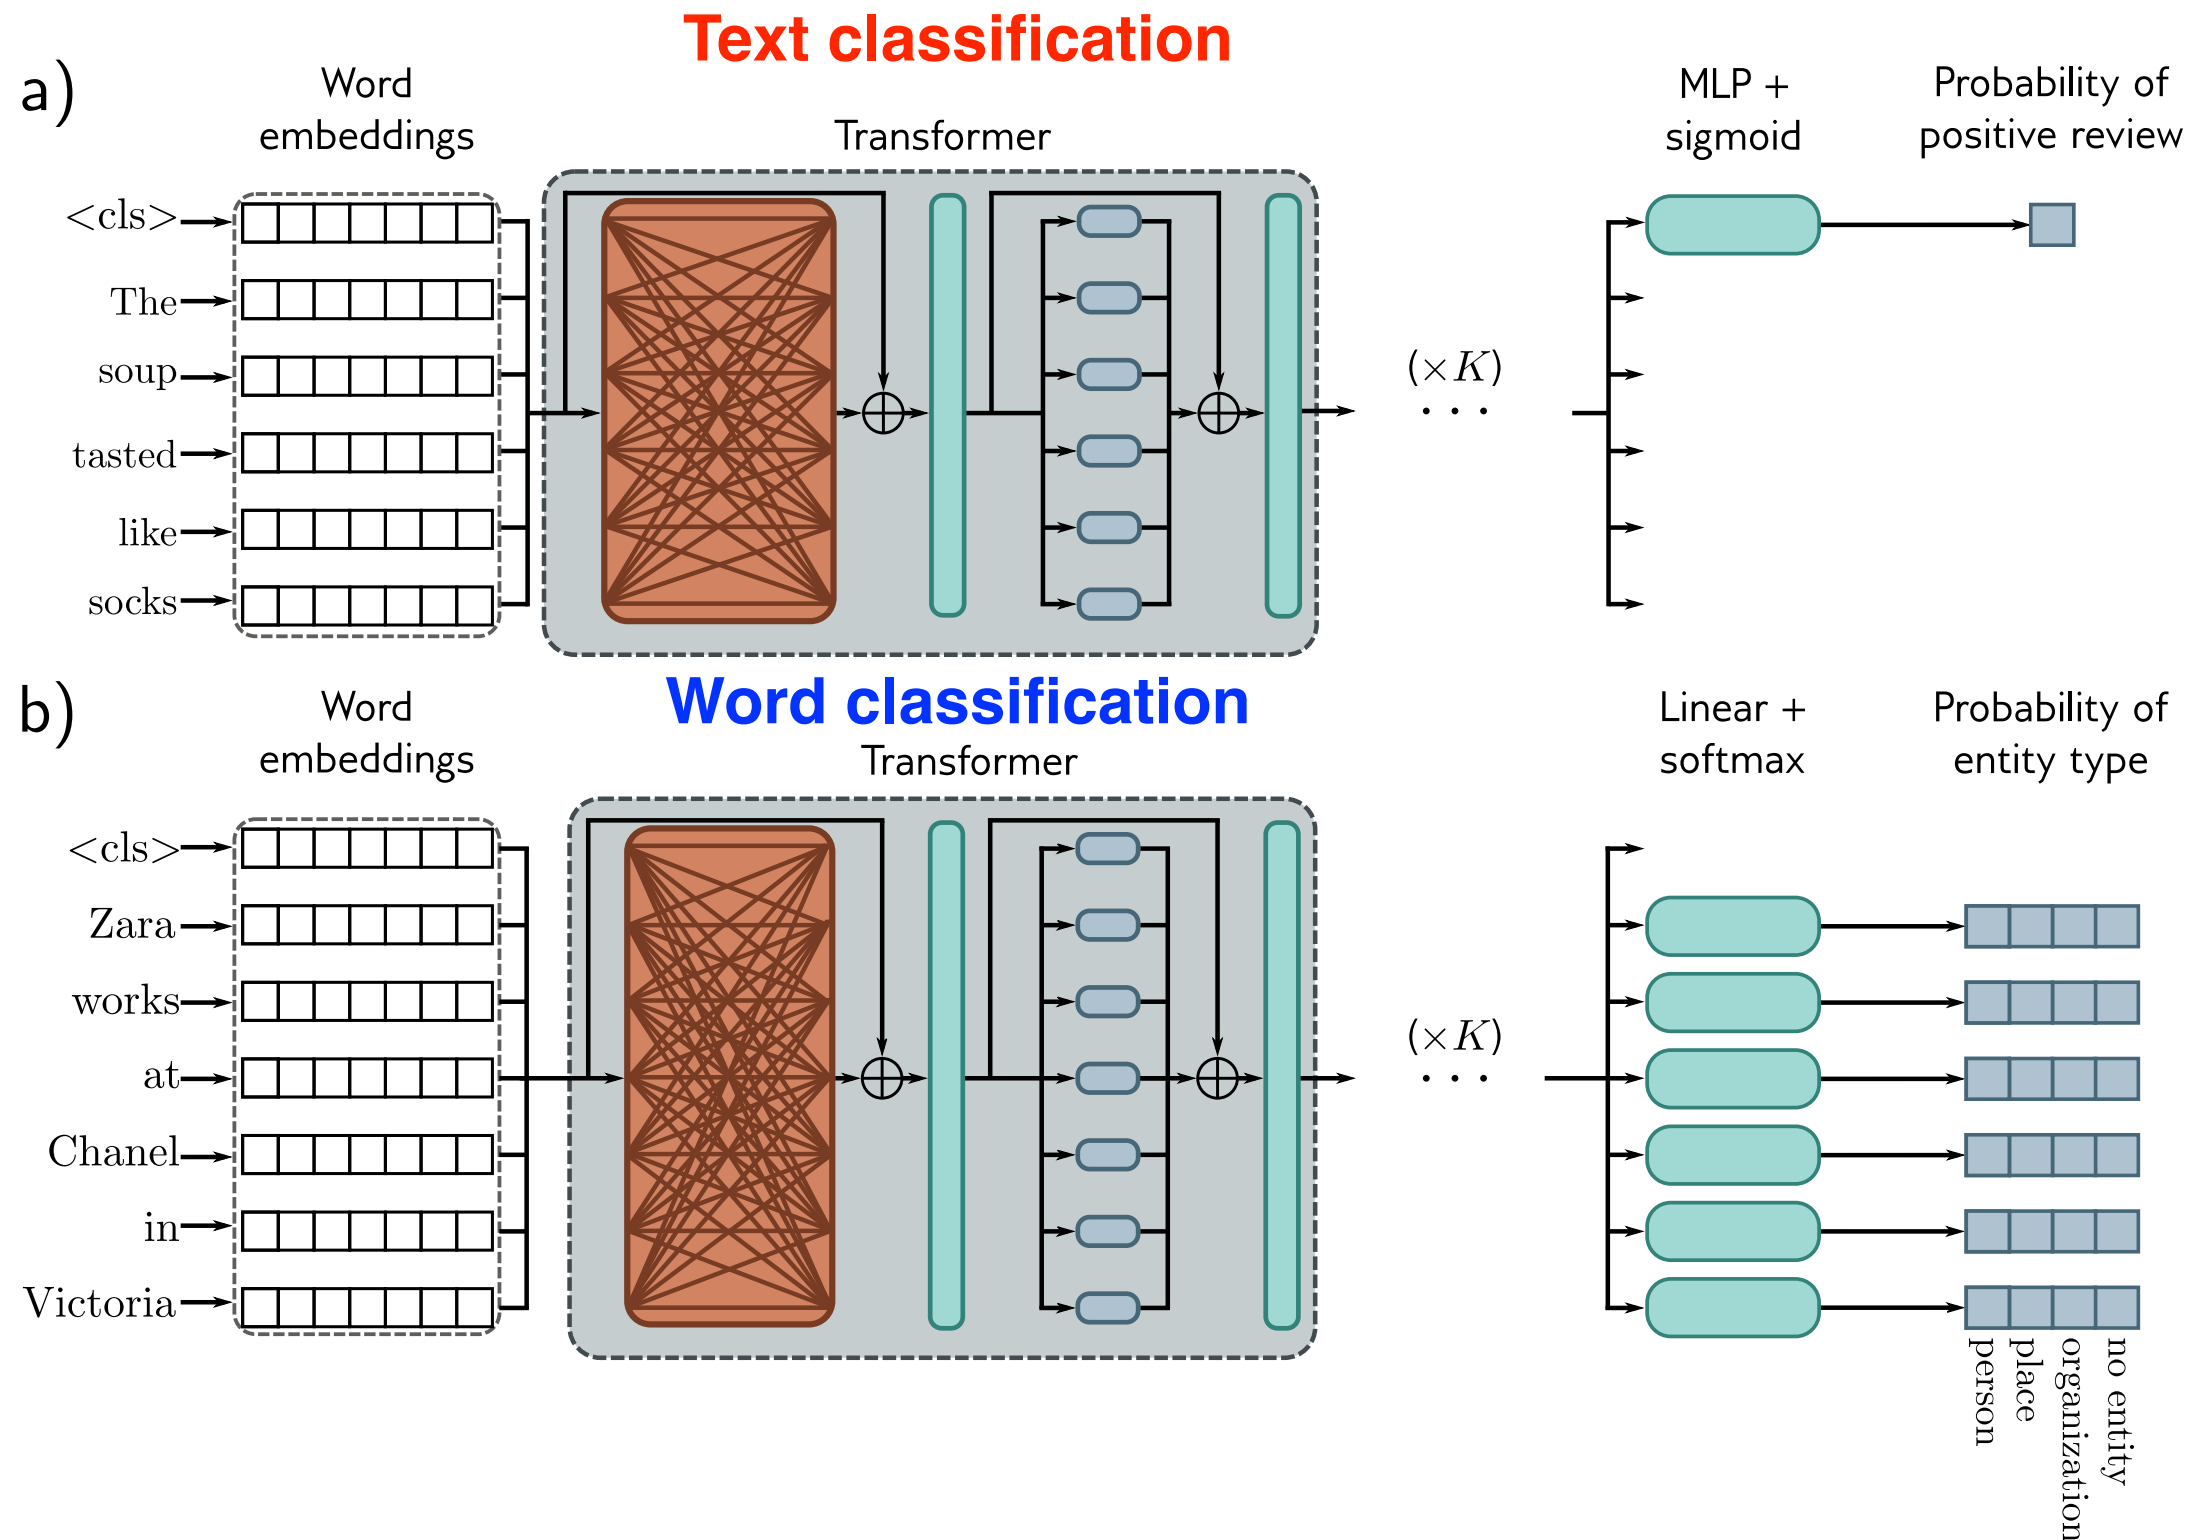 Text classification
a)
Word
embeddings
Transformer
MLP +
sigmoid
Probability of
positive review
<cls>
The
soup
tasted
like
socks
(×K)
· · ·
Word classification
b)
Word
embeddings
Transformer
Linear +
softmax
Probability of
entity type
<cls>
Zara
works
at
Chanel
in
Victoria
(×K)
· · ·
person
place
organization
no entity